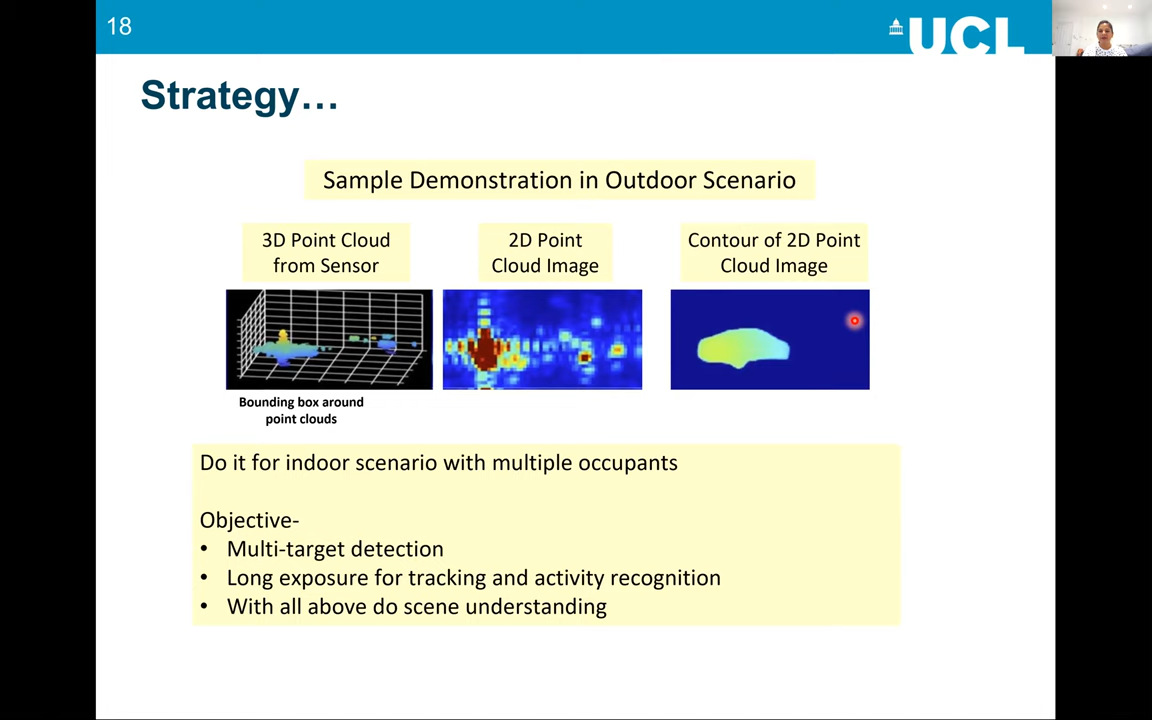 18
UCL
Strategy…
Sample Demonstration in Outdoor Scenario
3D Point Cloud
from Sensor
2D Point
Cloud Image
Contour of 2D Point
Cloud Image
Bounding box around
point clouds
Do it for indoor scenario with multiple occupants
Objective-
• Multi-target detection
• Long exposure for tracking and activity recognition
• With all above do scene understanding